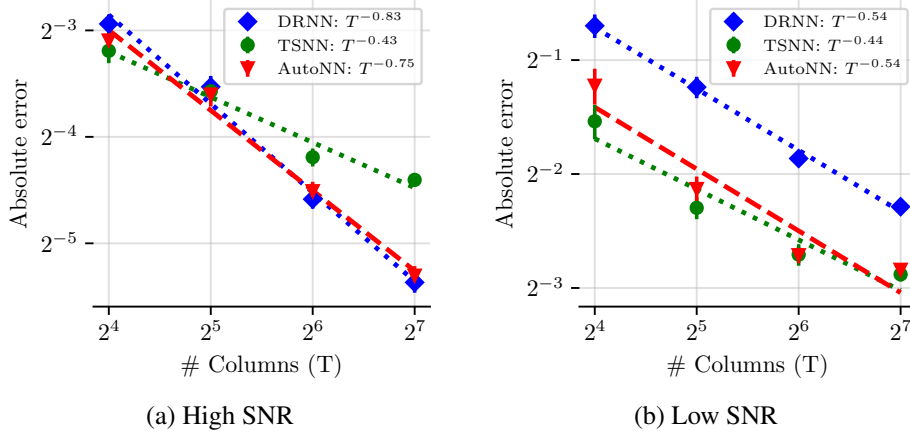 DRNN: T^{-0.83}
TSNN: T^{-0.43}
AutoNN: T^{-0.75}
2^{-3}
2^{-4}
2^{-5}
Absolute error
2^4 2^5 2^6 2^7
# Columns (T)
(a) High SNR
DRNN: T^{-0.54}
TSNN: T^{-0.44}
AutoNN: T^{-0.54}
2^{-1}
2^{-2}
2^{-3}
Absolute error
2^4 2^5 2^6 2^7
# Columns (T)
(b) Low SNR